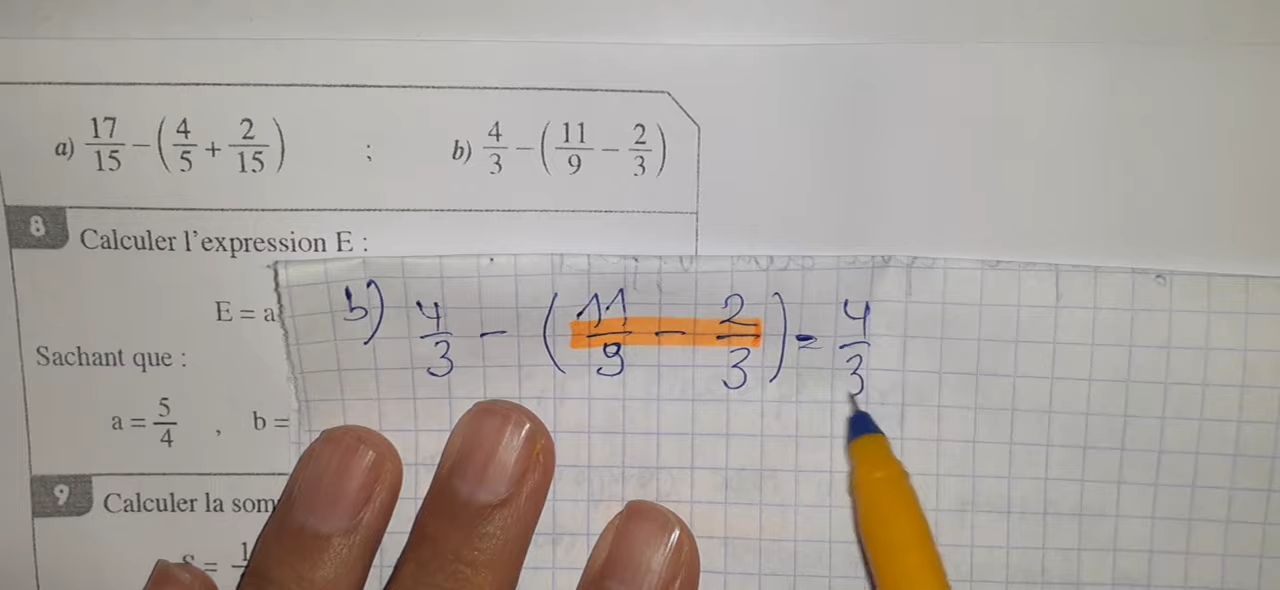 a) 17/15 − (4/5 + 2/15) ; b) 4/3 − (11/9 − 2/3)
8 Calculer l'expression E :
b) 4/3 − (11/9 − 2/3) = 4/3
E = a
Sachant que :
a = 5/4 , b =
9 Calculer la som
S = 1